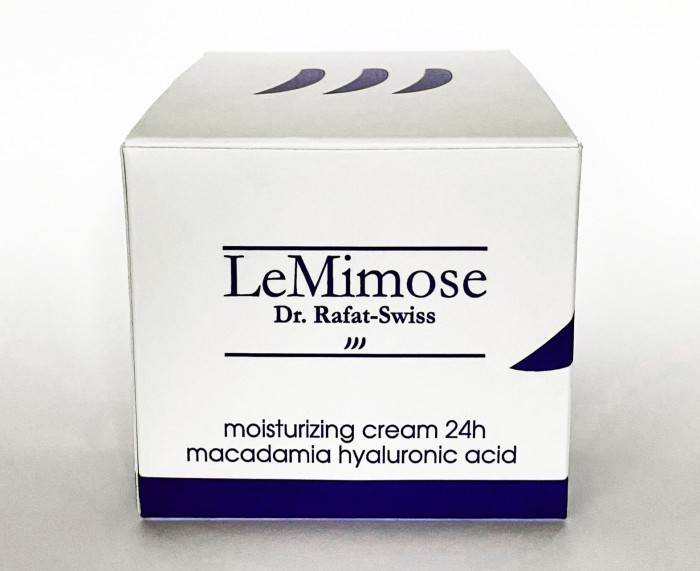 LeMimose
Dr. Rafat-Swiss
moisturizing cream 24h
macadamia hyaluronic acid